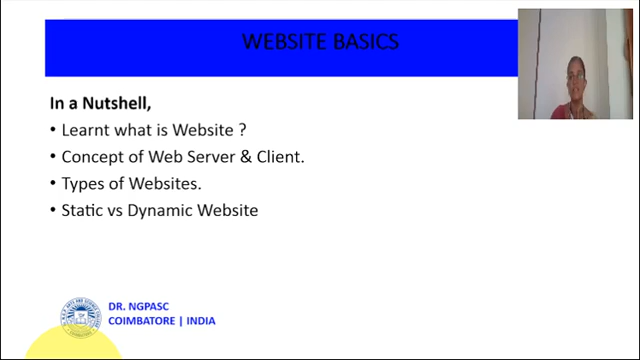 WEBSITE BASICS
In a Nutshell,
• Learnt what is Website ?
• Concept of Web Server & Client.
• Types of Websites.
• Static vs Dynamic Website
DR. NGPASC
COIMBATORE | INDIA